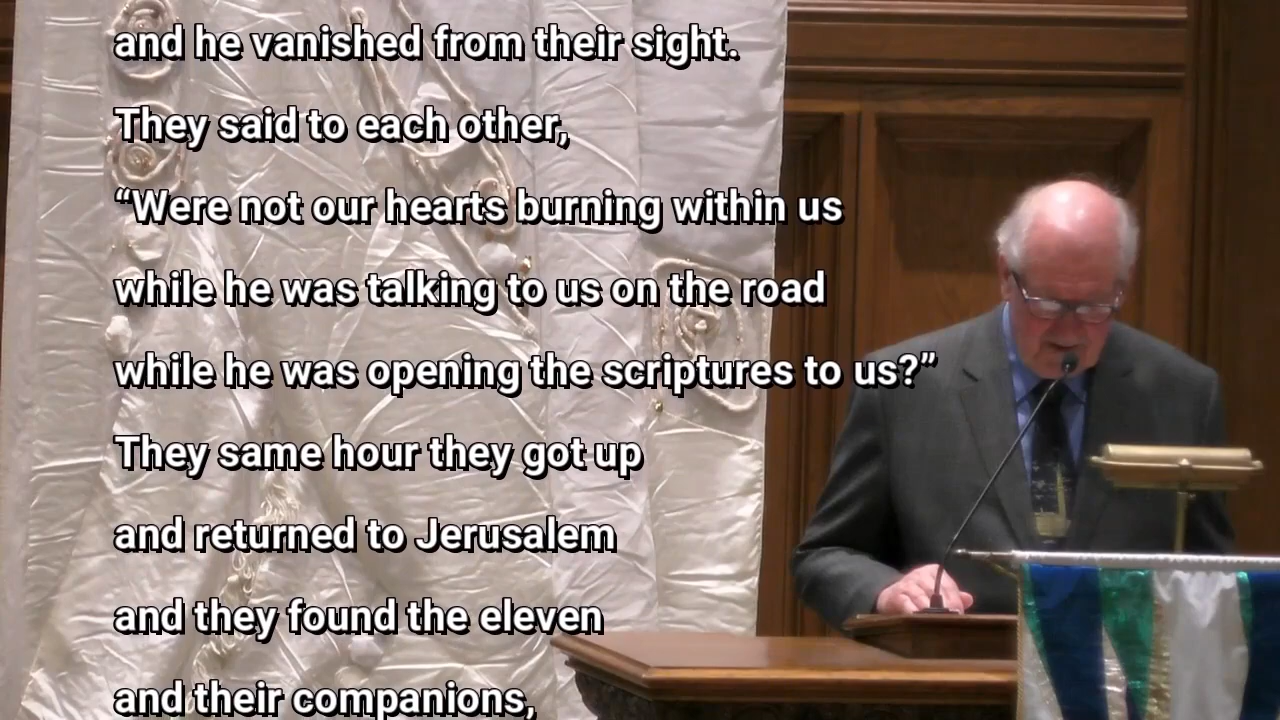 and he vanished from their sight.
They said to each other,
“Were not our hearts burning within us
while he was talking to us on the road
while he was opening the scriptures to us?”
They same hour they got up
and returned to Jerusalem
and they found the eleven
and their companions,